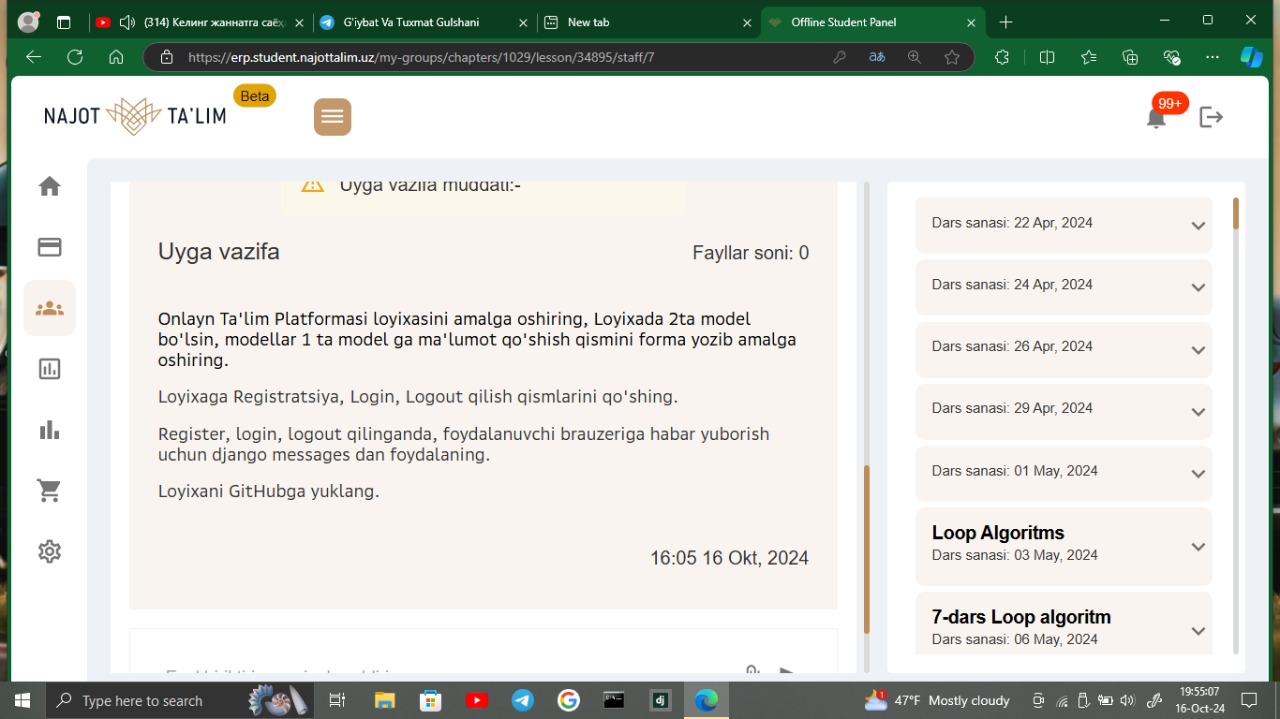 (314) Келинг жаннатга саёҳ
G'iybat Va Tuxmat Gulshani
New tab
Offline Student Panel
https://erp.student.najottalim.uz/my-groups/chapters/1029/lesson/34895/staff/7
NAJOT TA'LIM
Beta
99+
Uyga vazifa muddati:-
Uyga vazifa
Fayllar soni: 0
Onlayn Ta'lim Platformasi loyixasini amalga oshiring, Loyixada 2ta model
bo'lsin, modellar 1 ta model ga ma'lumot qo'shish qismini forma yozib amalga
oshiring.
Loyixaga Registratsiya, Login, Logout qilish qismlarini qo'shing.
Register, login, logout qilinganda, foydalanuvchi brauzeriga habar yuborish
uchun django messages dan foydalaning.
Loyixani GitHubga yuklang.
16:05 16 Okt, 2024
Dars sanasi: 22 Apr, 2024
Dars sanasi: 24 Apr, 2024
Dars sanasi: 26 Apr, 2024
Dars sanasi: 29 Apr, 2024
Dars sanasi: 01 May, 2024
Loop Algoritms
Dars sanasi: 03 May, 2024
7-dars Loop algoritm
Dars sanasi: 06 May, 2024
Type here to search
dj
47°F Mostly cloudy
19:55:07
16-Oct-24